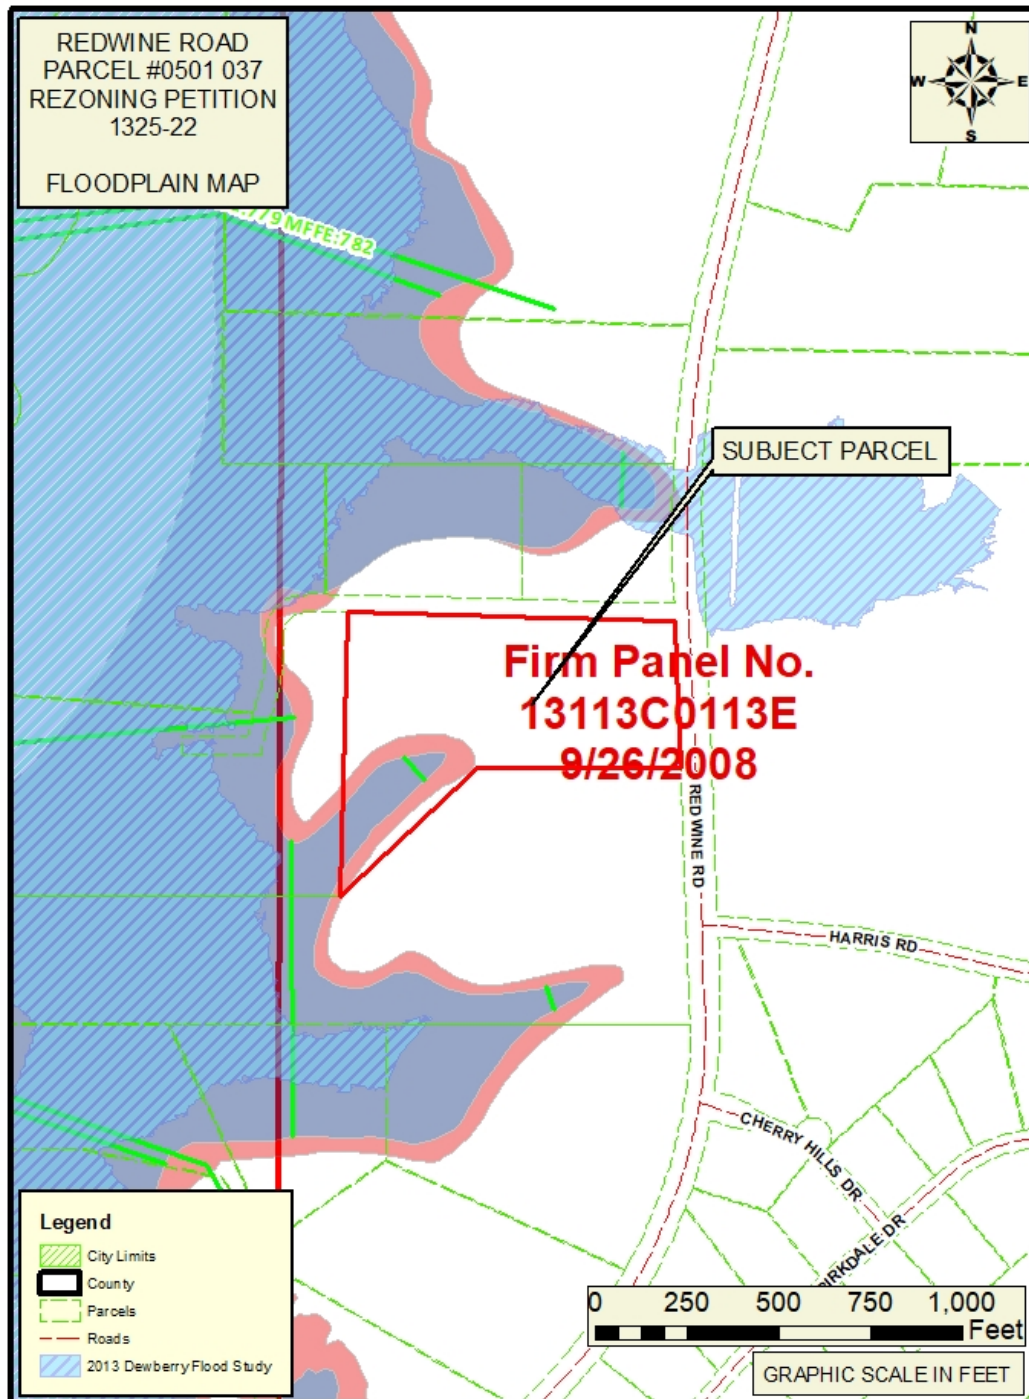 REDWINE ROAD
PARCEL #0501 037
REZONING PETITION
1325-22
FLOODPLAIN MAP
N
W E
S
779 MFFE:782
SUBJECT PARCEL
Firm Panel No.
13113C0113E
9/26/2008
REDWINE RD
HARRIS RD
CHERRY HILLS DR
BIRKDALE DR
Legend
City Limits
County
Parcels
Roads
2013 Dewberry Flood Study
0 250 500 750 1,000
Feet
GRAPHIC SCALE IN FEET